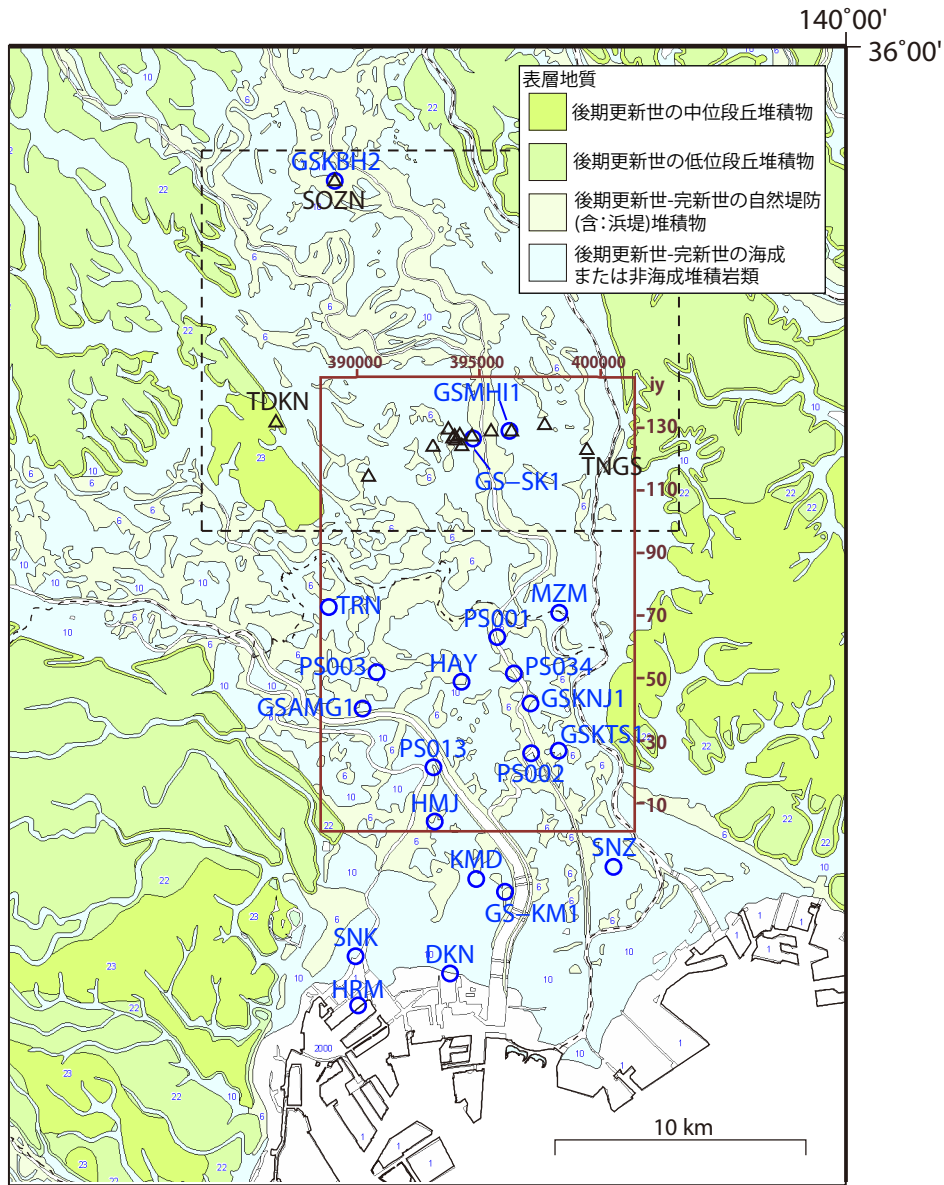 140°00'
36°00'
表層地質
後期更新世の中位段丘堆積物
後期更新世の低位段丘堆積物
後期更新世-完新世の自然堤防
(含:浜堤)堆積物
後期更新世-完新世の海成
または非海成堆積岩類
GSKBH2
SOZN
390000
395000
400000
iy
TDKN
GSMHI1
130
GS–SK1
TNGS
110
90
TRN
MZM
70
PS001
PS003
HAY
PS034
50
GSAMG1
GSKNJ1
GSKTS1
30
PS013
PS002
HMJ
10
KMD
SNZ
GS–KM1
SNK
DKN
HRM
2000
10 km